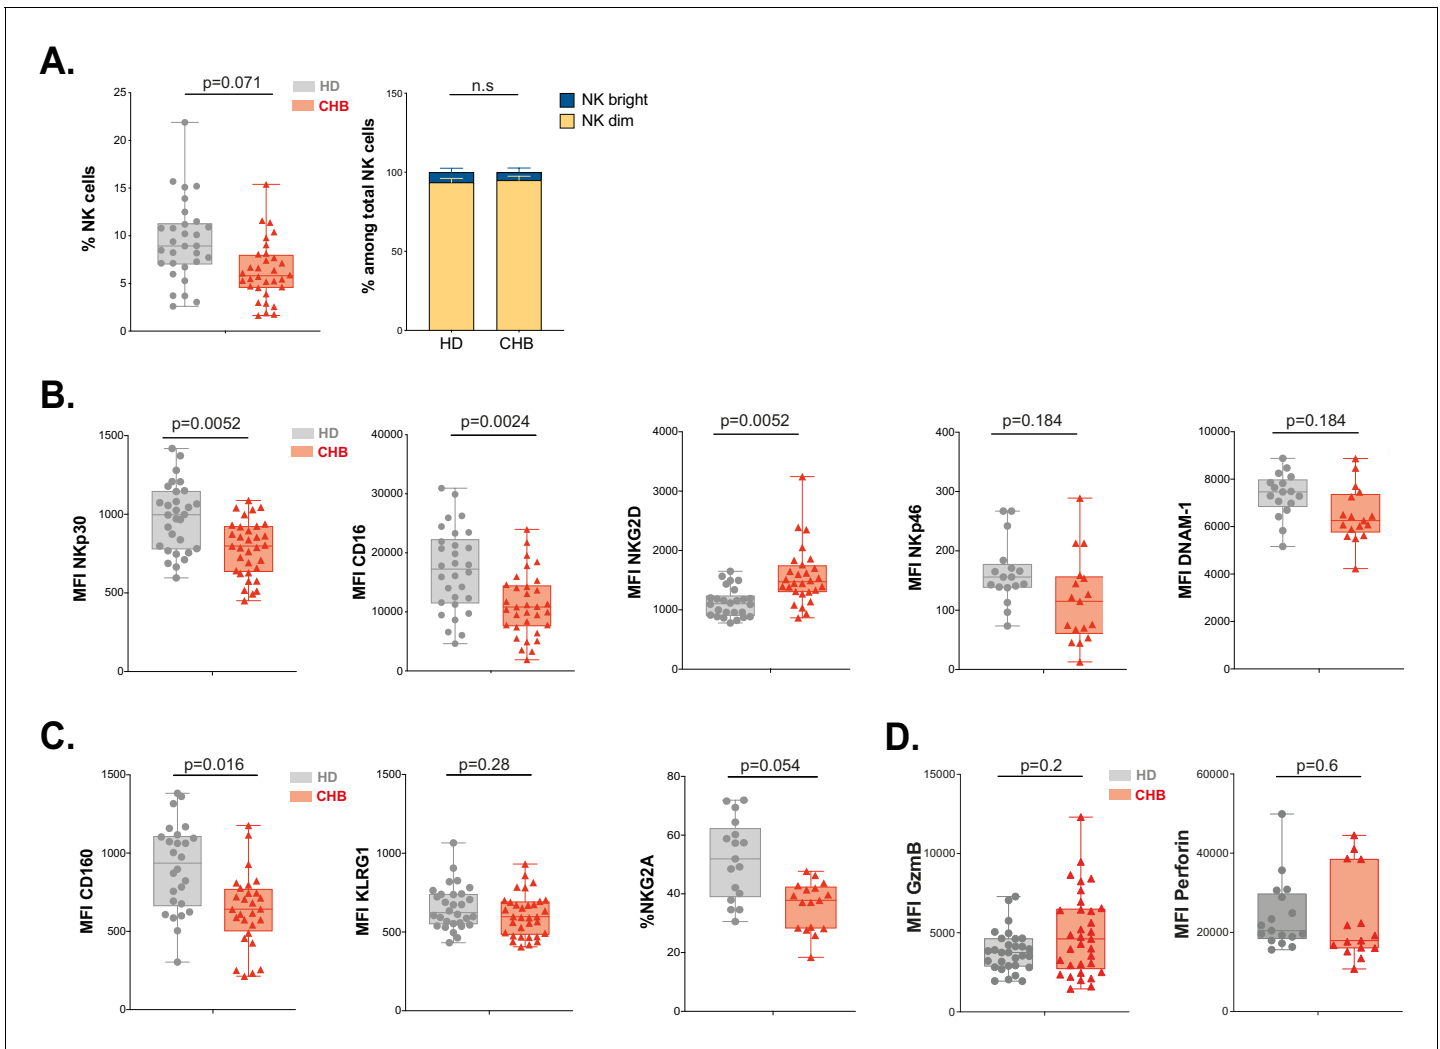 A.
p=0.071
HD
CHB
% NK cells
25
20
15
10
5
0
n.s
NK bright
NK dim
% among total NK cells
150
100
50
0
HD
CHB
B.
p=0.0052
HD
CHB
MFI NKp30
1500
1000
500
0
p=0.0024
MFI CD16
40000
30000
20000
10000
0
p=0.0052
MFI NKG2D
4000
3000
2000
1000
0
p=0.184
MFI NKp46
400
300
200
100
0
p=0.184
MFI DNAM-1
10000
8000
6000
4000
2000
0
C.
p=0.016
HD
CHB
MFI CD160
1500
1000
500
0
p=0.28
MFI KLRG1
1500
1000
500
0
p=0.054
%NKG2A
80
60
40
20
0
D.
p=0.2
HD
CHB
MFI GzmB
15000
10000
5000
0
p=0.6
MFI Perforin
60000
40000
20000
0